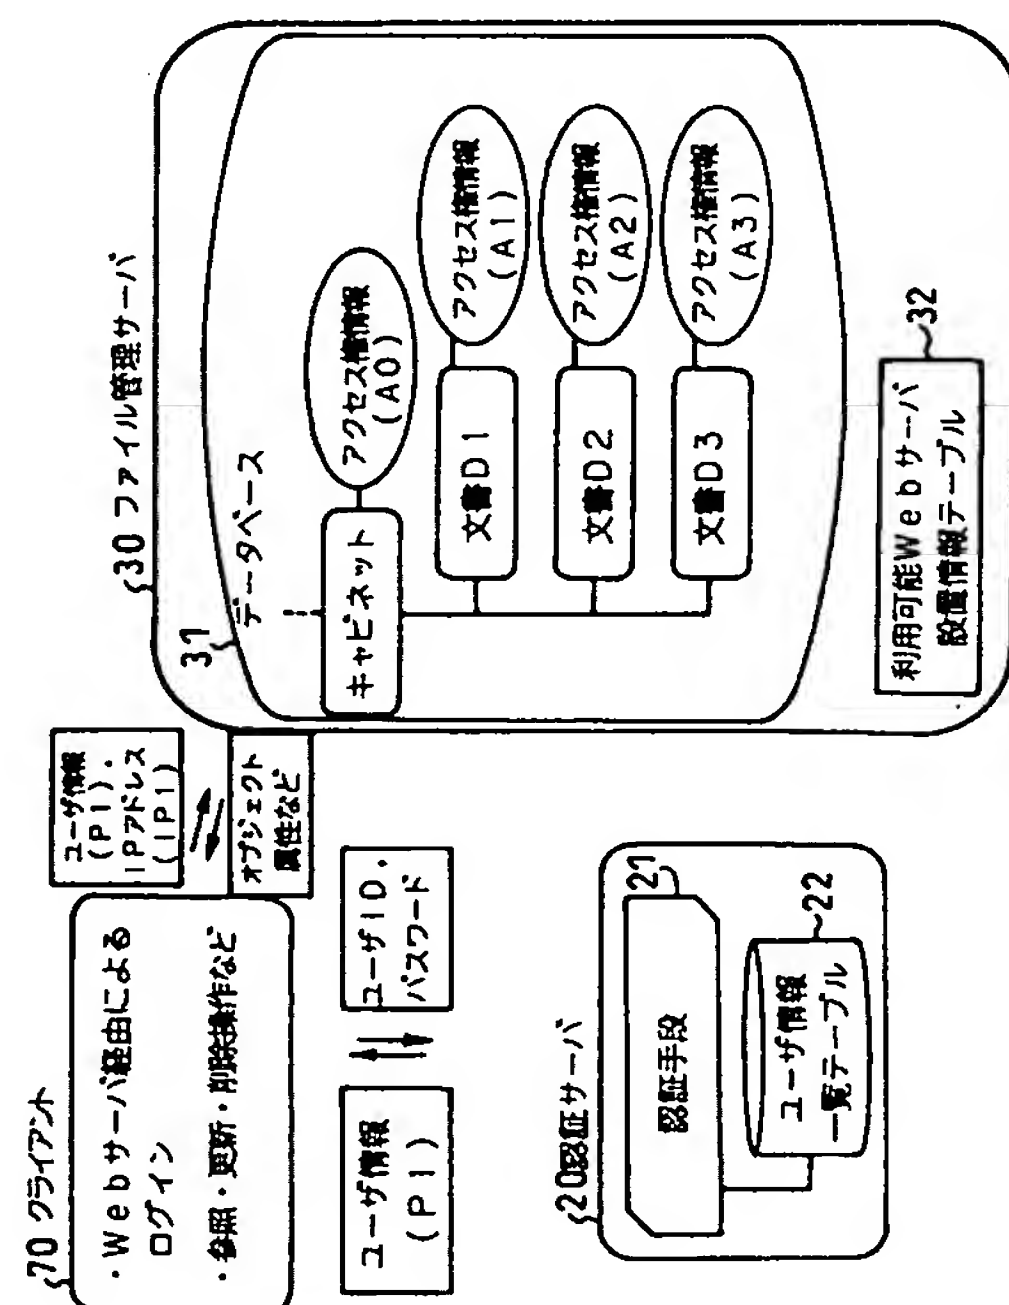 70 クライアント
・Webサーバ経由による
ログイン
・参照・更新・削除操作など
ユーザ情報
(P1)，
IPアドレス
(IP1)
オブジェクト
属性など
ユーザ情報
(P1)
ユーザID，
パスワード
20認証サーバ
認証手段
21
ユーザ情報
一覧テーブル
22
30 ファイル管理サーバ
31
データベース
キャビネット
アクセス権情報
(A0)
文書D1
アクセス権情報
(A1)
文書D2
アクセス権情報
(A2)
文書D3
アクセス権情報
(A3)
利用可能Webサーバ
設置情報テーブル
32